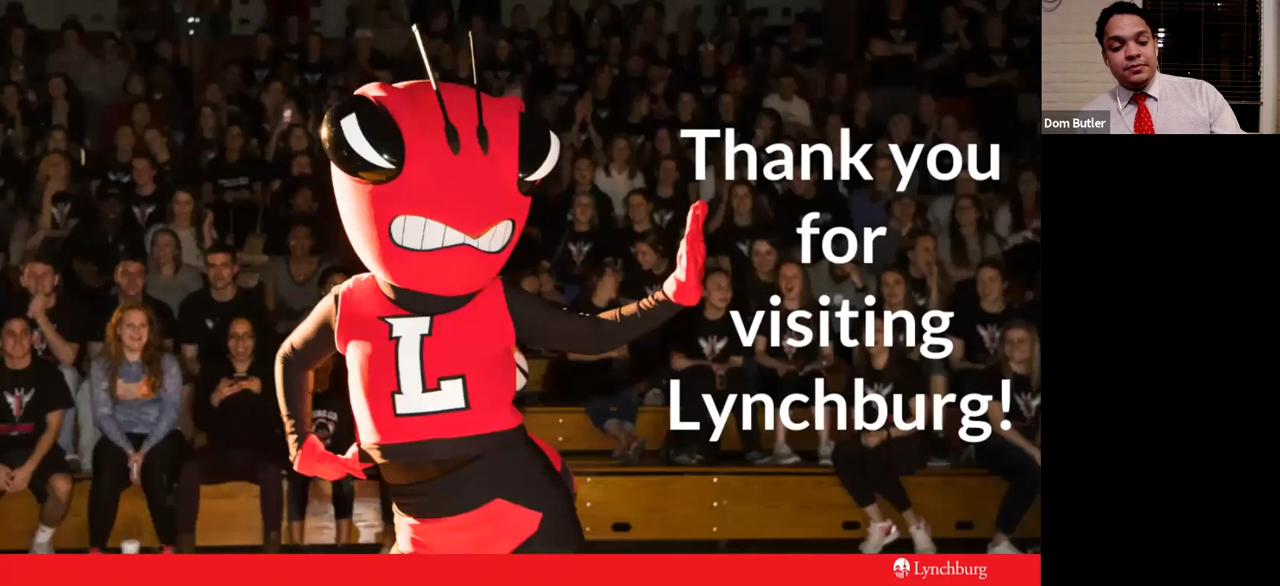 Thank you
for
visiting
Lynchburg!
L
Dom Butler
Lynchburg